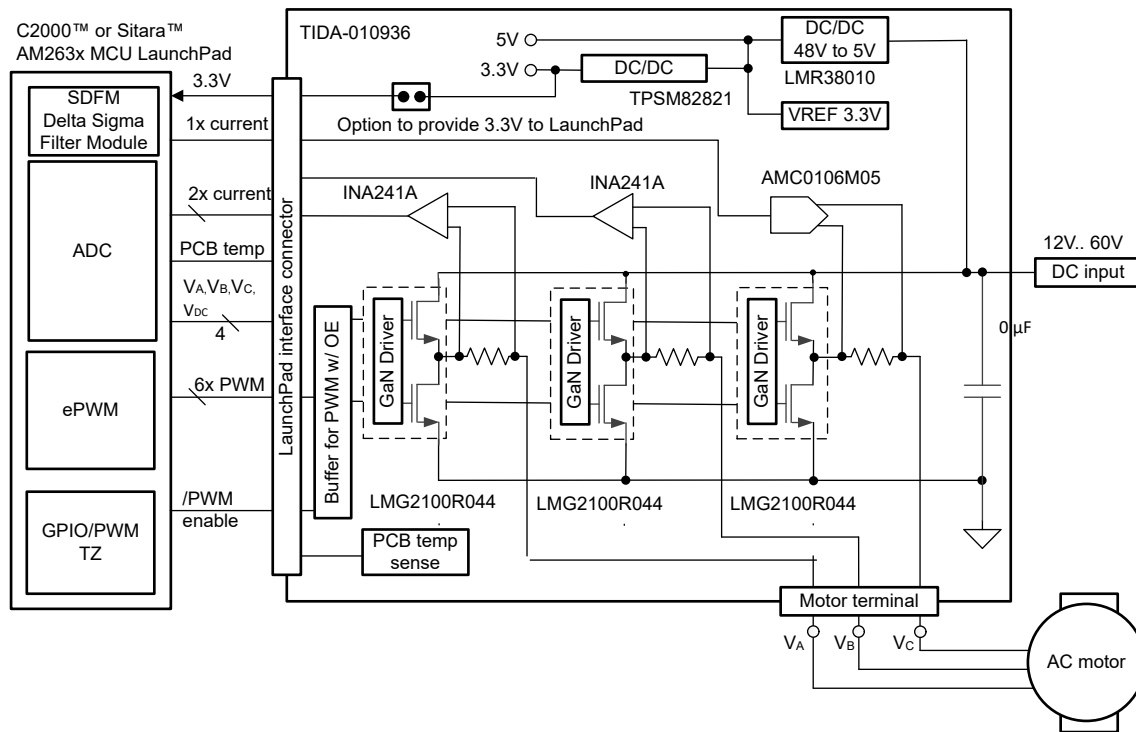 C2000™ or Sitara™
AM263x MCU LaunchPad
TIDA-010936
5V
3.3V
DC/DC
TPSM82821
DC/DC
48V to 5V
LMR38010
VREF 3.3V
3.3V
SDFM
Delta Sigma
Filter Module
1x current
Option to provide 3.3V to LaunchPad
INA241A
INA241A
AMC0106M05
2x current
ADC
PCB temp
VA,VB,VC,
VDC
4
12V.. 60V
DC input
0 µF
LaunchPad interface connector
Buffer for PWM w/ OE
GaN Driver
GaN Driver
GaN Driver
6x PWM
ePWM
/PWM
enable
LMG2100R044
LMG2100R044
LMG2100R044
GPIO/PWM
TZ
PCB temp
sense
Motor terminal
VA
VB
VC
AC motor